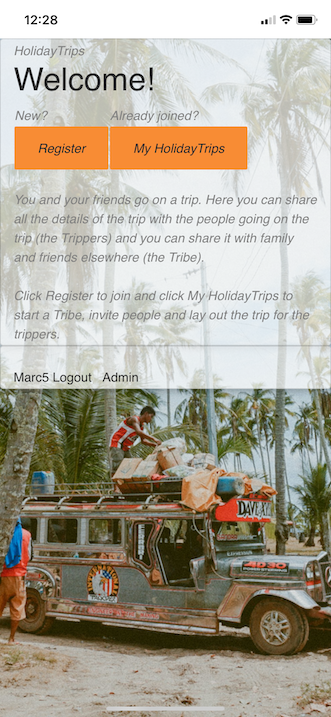 12:28
HolidayTrips
Welcome!
New? Already joined?
Register My HolidayTrips
You and your friends go on a trip. Here you can share
all the details of the trip with the people going on the
trip (the Trippers) and you can share it with family
and friends elsewhere (the Tribe).
Click Register to join and click My HolidayTrips to
start a Tribe, invite people and lay out the trip for the
trippers.
Marc5 Logout Admin